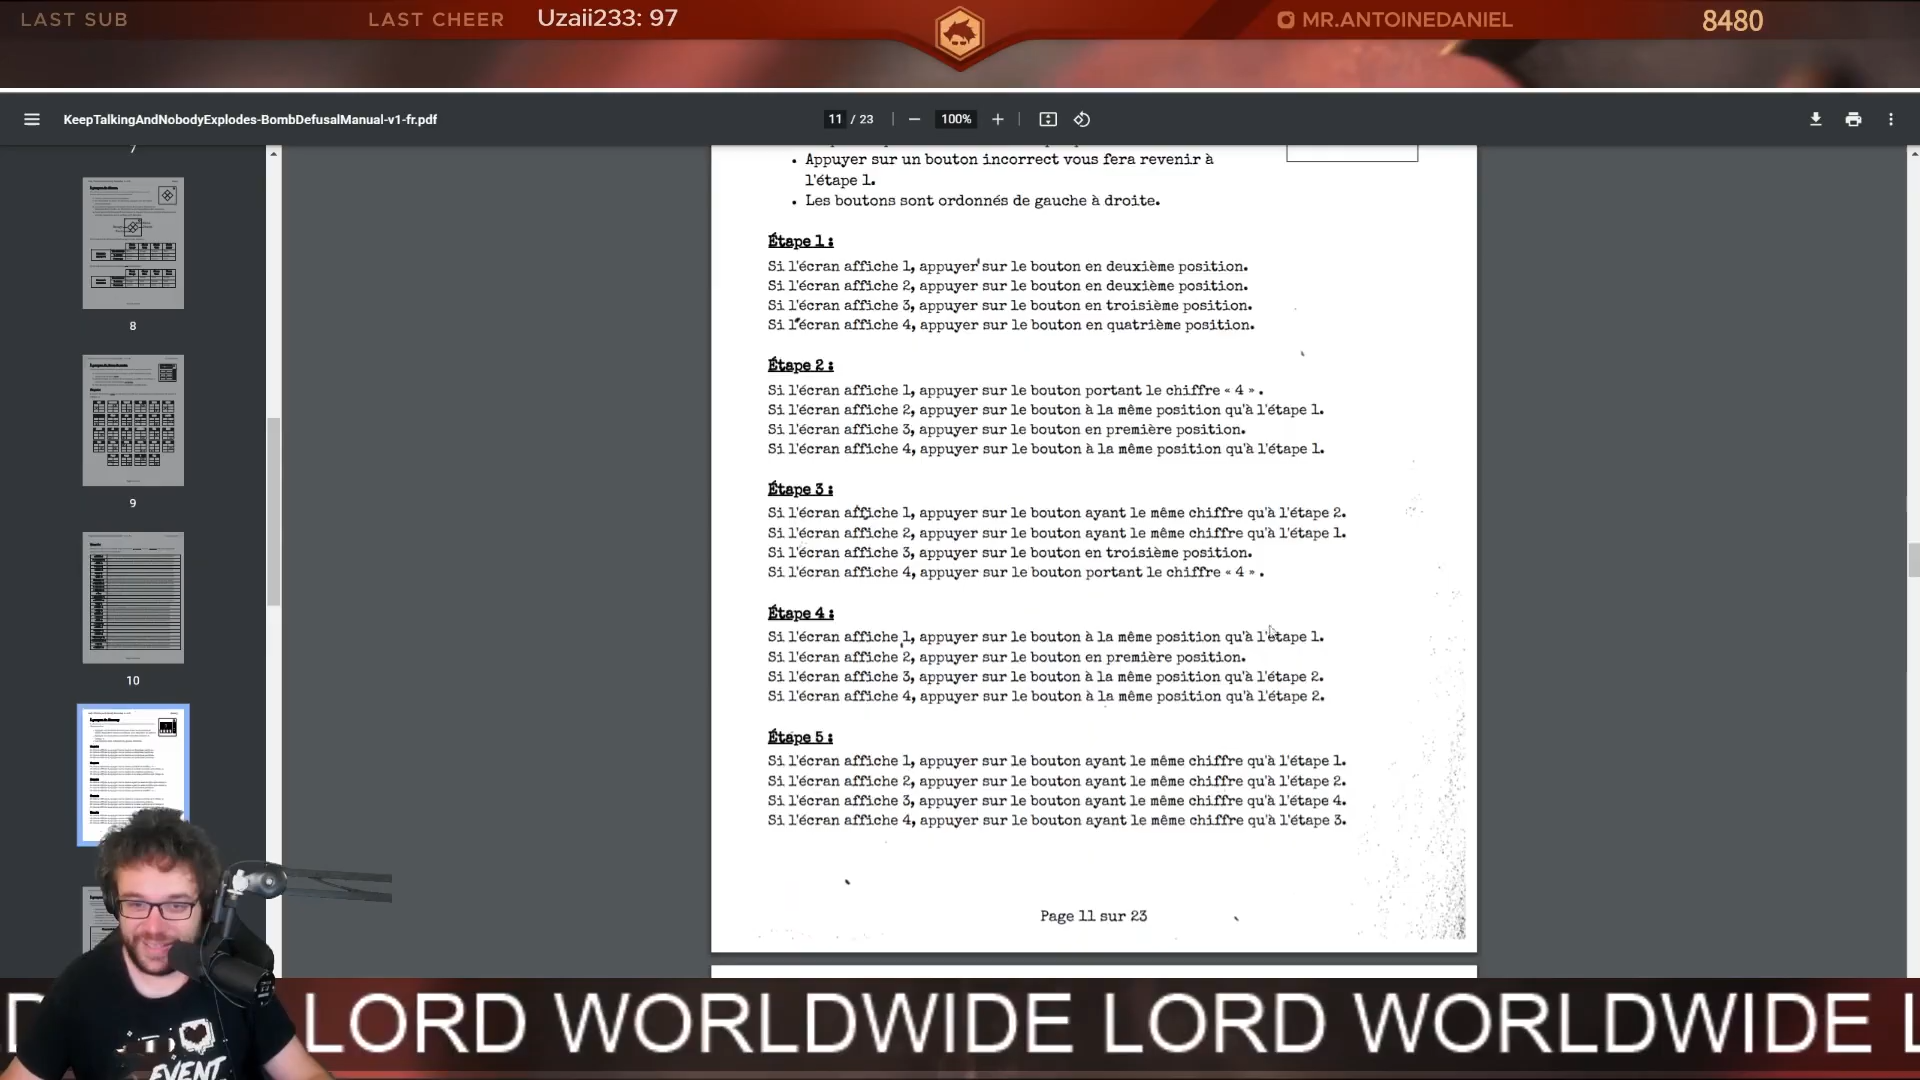 LAST SUB
LAST CHEER
Uzaii233: 97
MR.ANTOINEDANIEL
8480
KeepTalkingAndNobodyExplodes-BombDefusalManual-v1-fr.pdf
11 / 23
100%
7
8
9
10
• Appuyer sur un bouton incorrect vous fera revenir à
l'étape 1.
• Les boutons sont ordonnés de gauche à droite.
Étape 1 :
Si l'écran affiche 1, appuyer sur le bouton en deuxième position.
Si l'écran affiche 2, appuyer sur le bouton en deuxième position.
Si l'écran affiche 3, appuyer sur le bouton en troisième position.
Si l'écran affiche 4, appuyer sur le bouton en quatrième position.
Étape 2 :
Si l'écran affiche 1, appuyer sur le bouton portant le chiffre « 4 » .
Si l'écran affiche 2, appuyer sur le bouton à la même position qu'à l'étape 1.
Si l'écran affiche 3, appuyer sur le bouton en première position.
Si l'écran affiche 4, appuyer sur le bouton à la même position qu'à l'étape 1.
Étape 3 :
Si l'écran affiche 1, appuyer sur le bouton ayant le même chiffre qu'à l'étape 2.
Si l'écran affiche 2, appuyer sur le bouton ayant le même chiffre qu'à l'étape 1.
Si l'écran affiche 3, appuyer sur le bouton en troisième position.
Si l'écran affiche 4, appuyer sur le bouton portant le chiffre « 4 » .
Étape 4 :
Si l'écran affiche 1, appuyer sur le bouton à la même position qu'à l'étape 1.
Si l'écran affiche 2, appuyer sur le bouton en première position.
Si l'écran affiche 3, appuyer sur le bouton à la même position qu'à l'étape 2.
Si l'écran affiche 4, appuyer sur le bouton à la même position qu'à l'étape 2.
Étape 5 :
Si l'écran affiche 1, appuyer sur le bouton ayant le même chiffre qu'à l'étape 1.
Si l'écran affiche 2, appuyer sur le bouton ayant le même chiffre qu'à l'étape 2.
Si l'écran affiche 3, appuyer sur le bouton ayant le même chiffre qu'à l'étape 4.
Si l'écran affiche 4, appuyer sur le bouton ayant le même chiffre qu'à l'étape 3.
Page 11 sur 23
LORD WORLDWIDE LORD WORLDWIDE L
EVENT